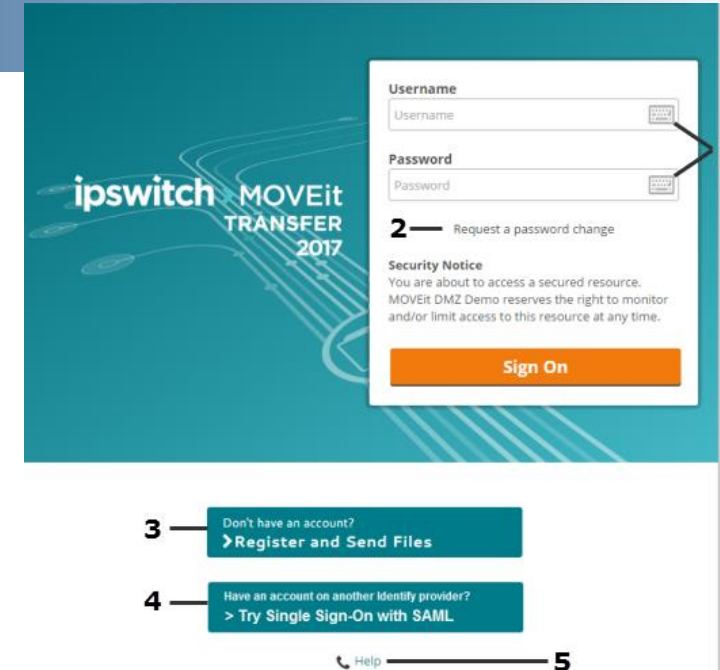 Username
Username
Password
Password
2 Request a password change
ipswitch MOVEit
TRANSFER
2017
Security Notice
You are about to access a secured resource.
MOVEit DMZ Demo reserves the right to monitor
and/or limit access to this resource at any time.
Sign On
3 Don't have an account?
Register and Send Files
4 Have an account on another Identify provider?
> Try Single Sign-On with SAML
Help 5